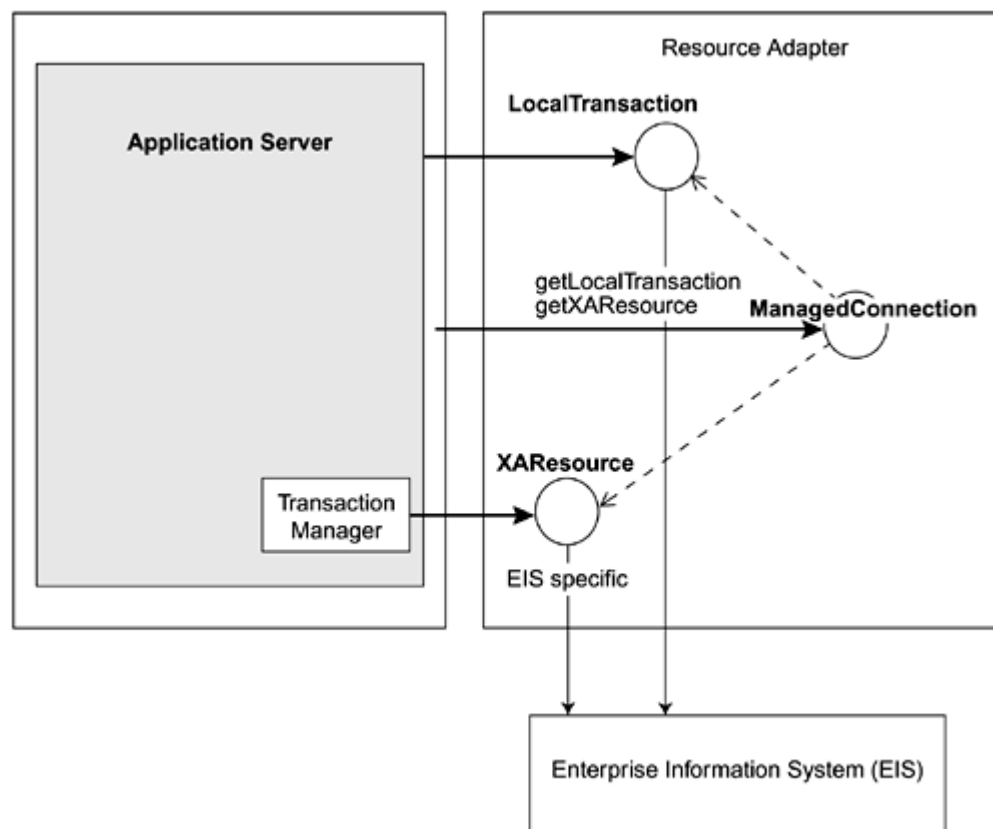 Resource Adapter
LocalTransaction
Application Server
getLocalTransaction
getXAResource
ManagedConnection
XAResource
Transaction
Manager
EIS specific
Enterprise Information System (EIS)